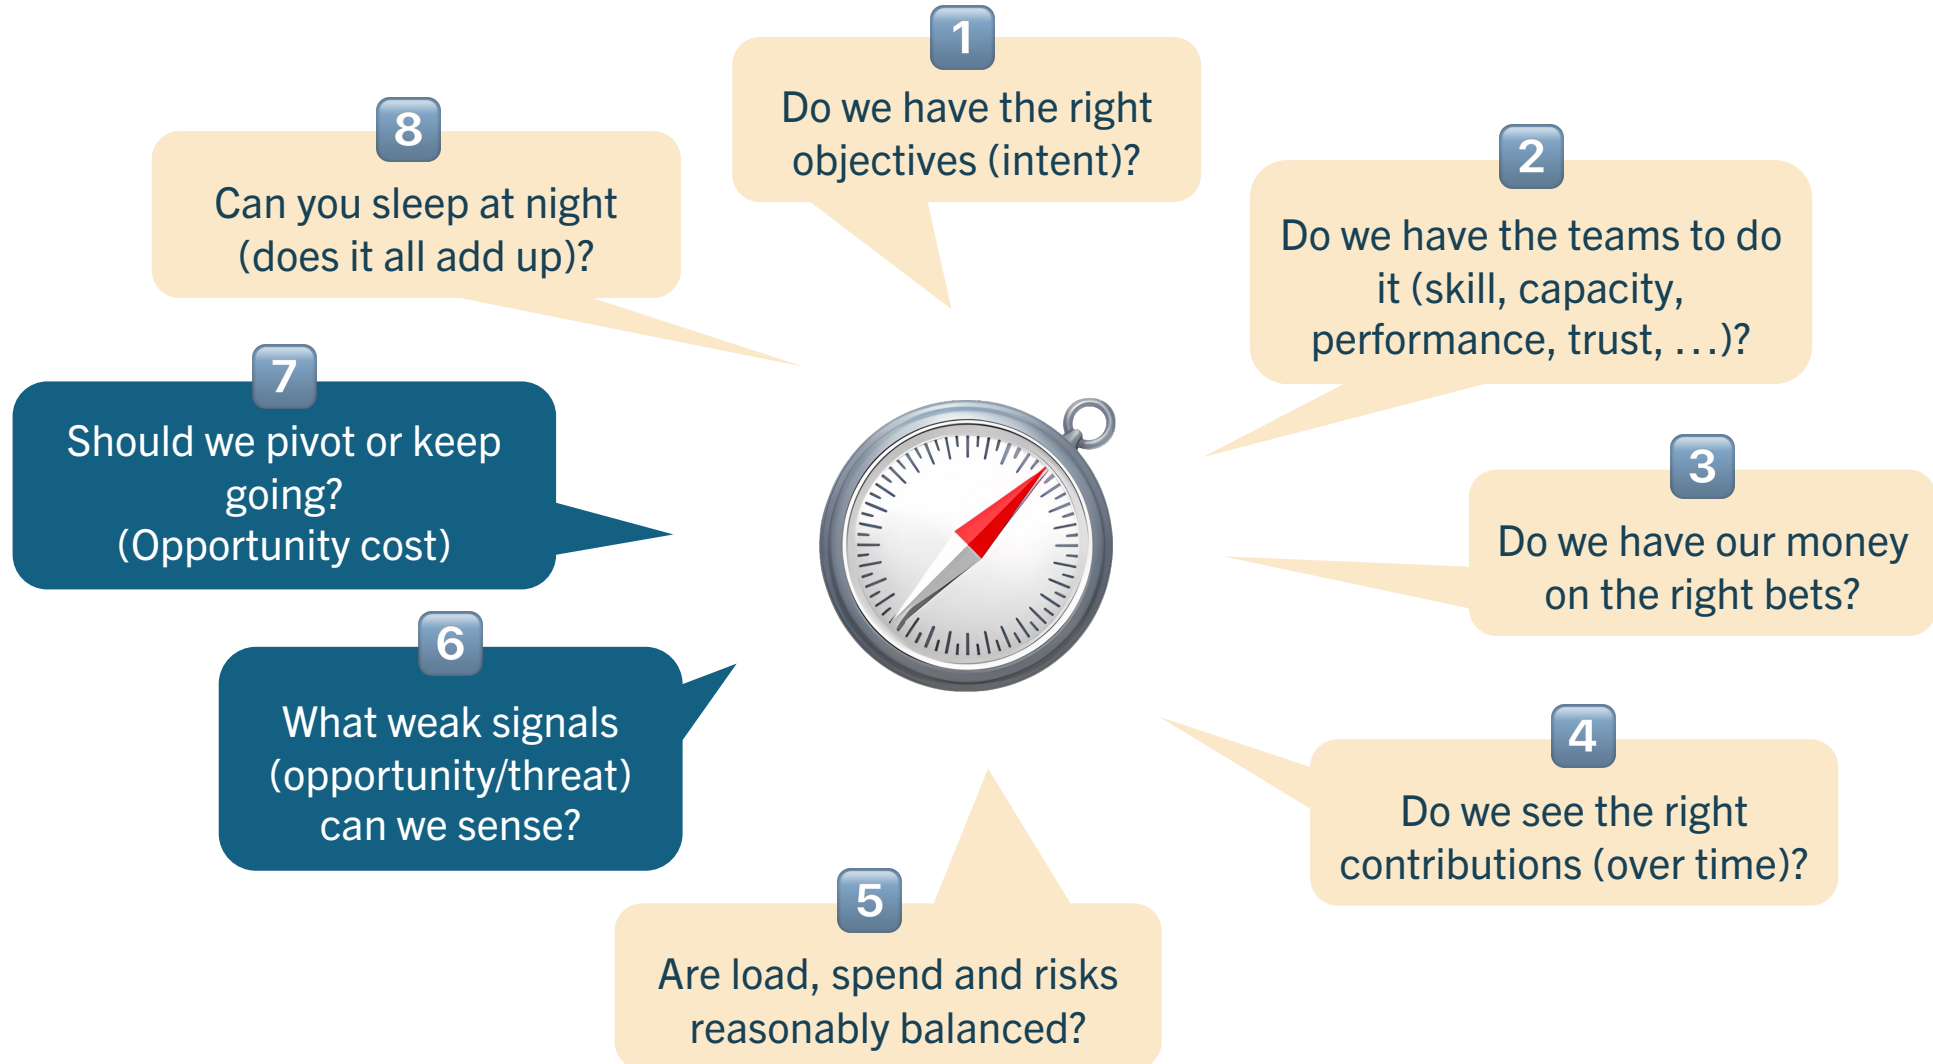 1
Do we have the right
objectives (intent)?
2
Do we have the teams to do
it (skill, capacity,
performance, trust, …)?
3
Do we have our money
on the right bets?
4
Do we see the right
contributions (over time)?
5
Are load, spend and risks
reasonably balanced?
6
What weak signals
(opportunity/threat)
can we sense?
7
Should we pivot or keep
going?
(Opportunity cost)
8
Can you sleep at night
(does it all add up)?